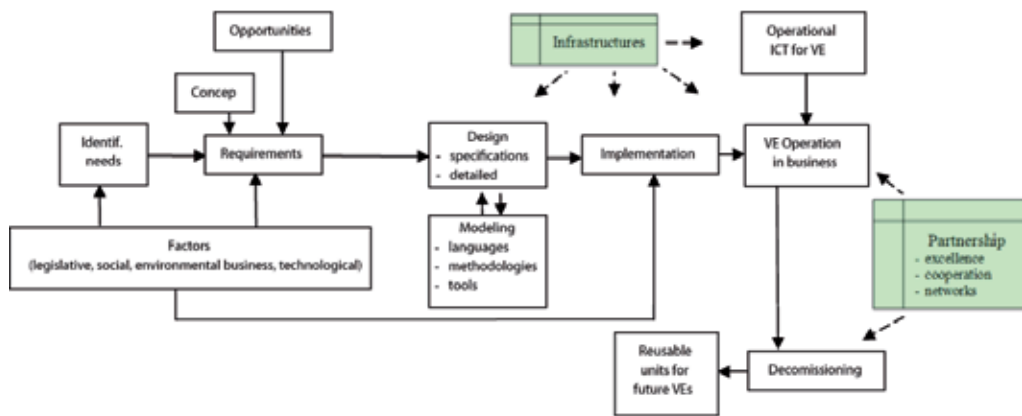 Opportunities
Infrastructures
Operational
ICT for VE
Concep
Identif.
needs
Requirements
Design
- specifications
- detailed
Implementation
VE Operation
in business
Modeling
- languages
- methodologies
- tools
Factors
(legislative, social, environmental business, technological)
Partnership
- excellence
- cooperation
- networks
Reusable
units for
future VEs
Decomissioning